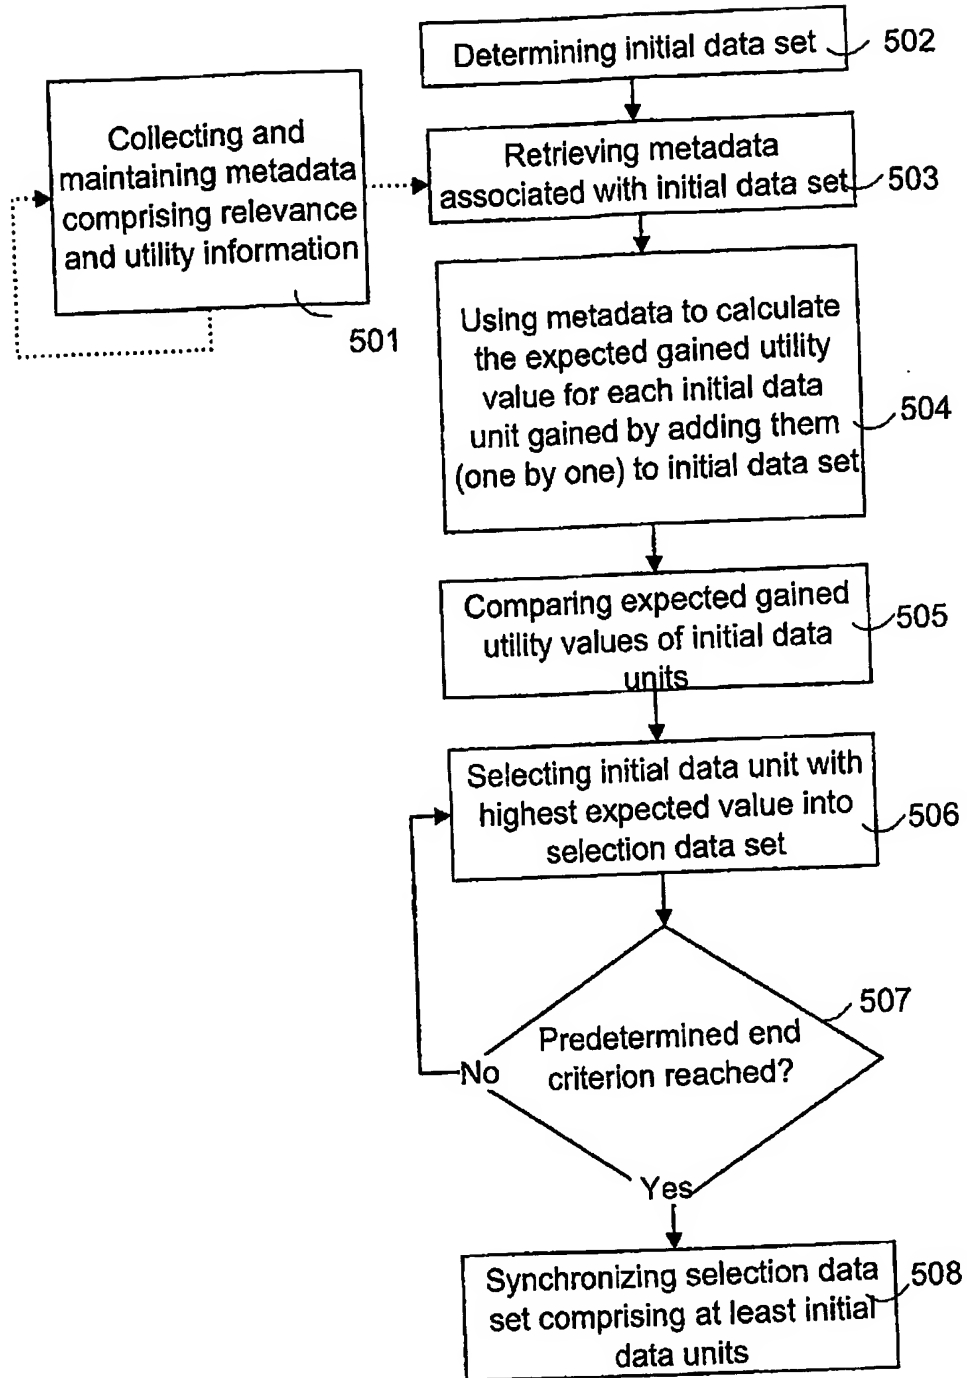 Determining initial data set
502
Collecting and
maintaining metadata
comprising relevance
and utility information
501
Retrieving metadata
associated with initial data set
503
Using metadata to calculate
the expected gained utility
value for each initial data
unit gained by adding them
(one by one) to initial data set
504
Comparing expected gained
utility values of initial data
units
505
Selecting initial data unit with
highest expected value into
selection data set
506
Predetermined end
criterion reached?
507
No
Yes
Synchronizing selection data
set comprising at least initial
data units
508